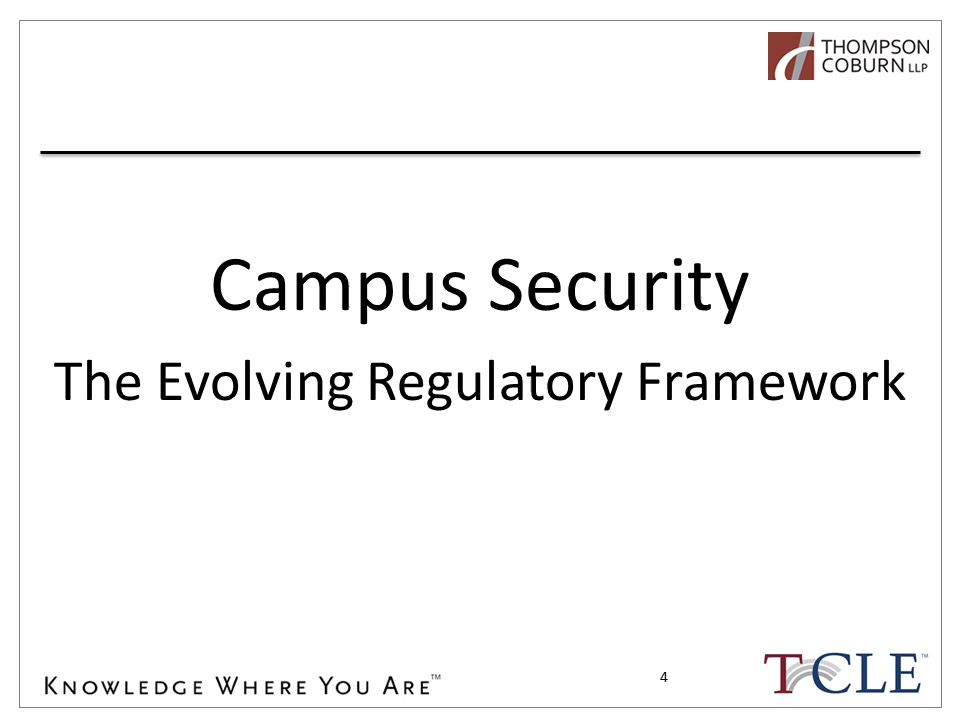 THOMPSON
COBURN LLP
Campus Security
The Evolving Regulatory Framework
KNOWLEDGE WHERE YOU ARE™
4
TCLE™